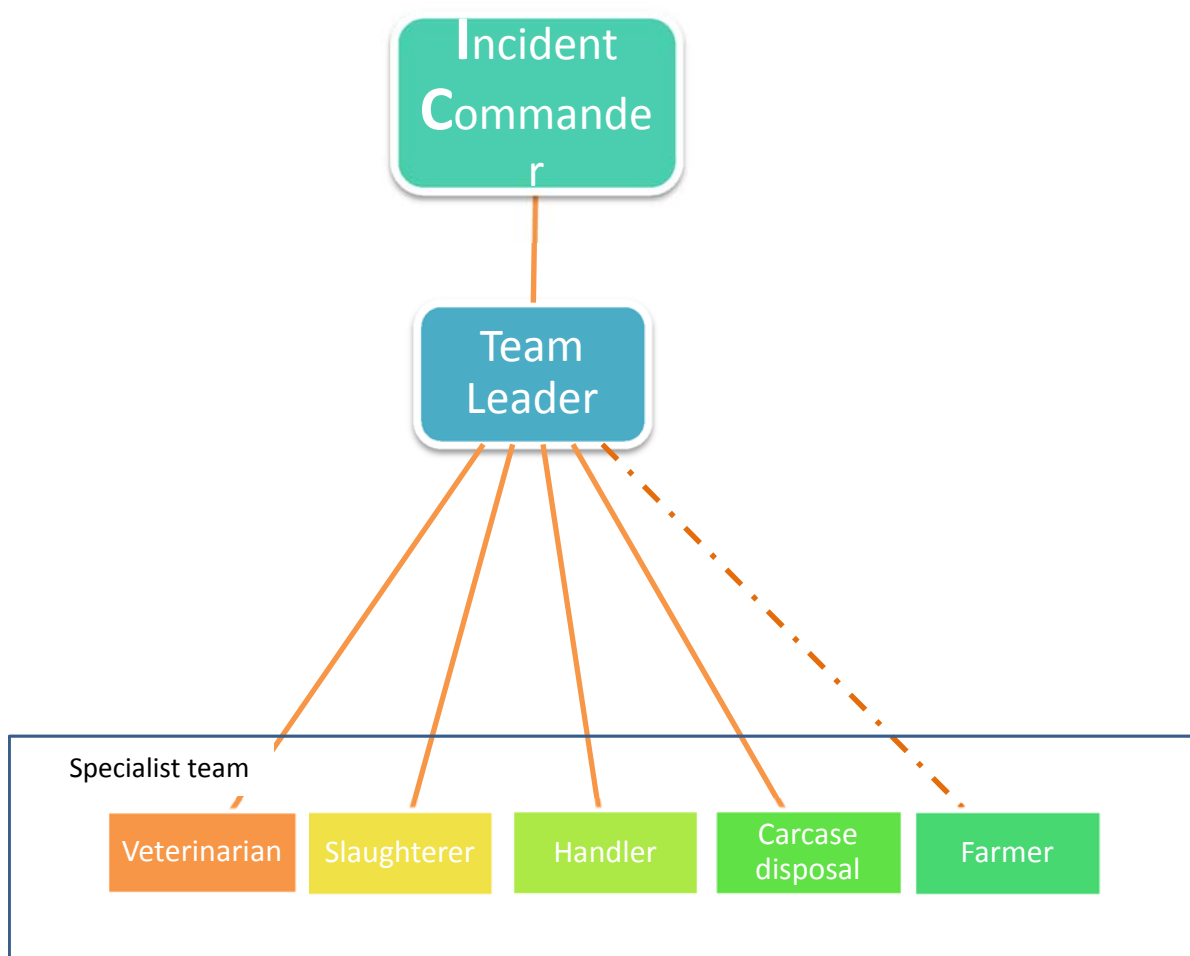 Incident
Commande
r
Team
Leader
Specialist team
Veterinarian
Slaughterer
Handler
Carcase
disposal
Farmer